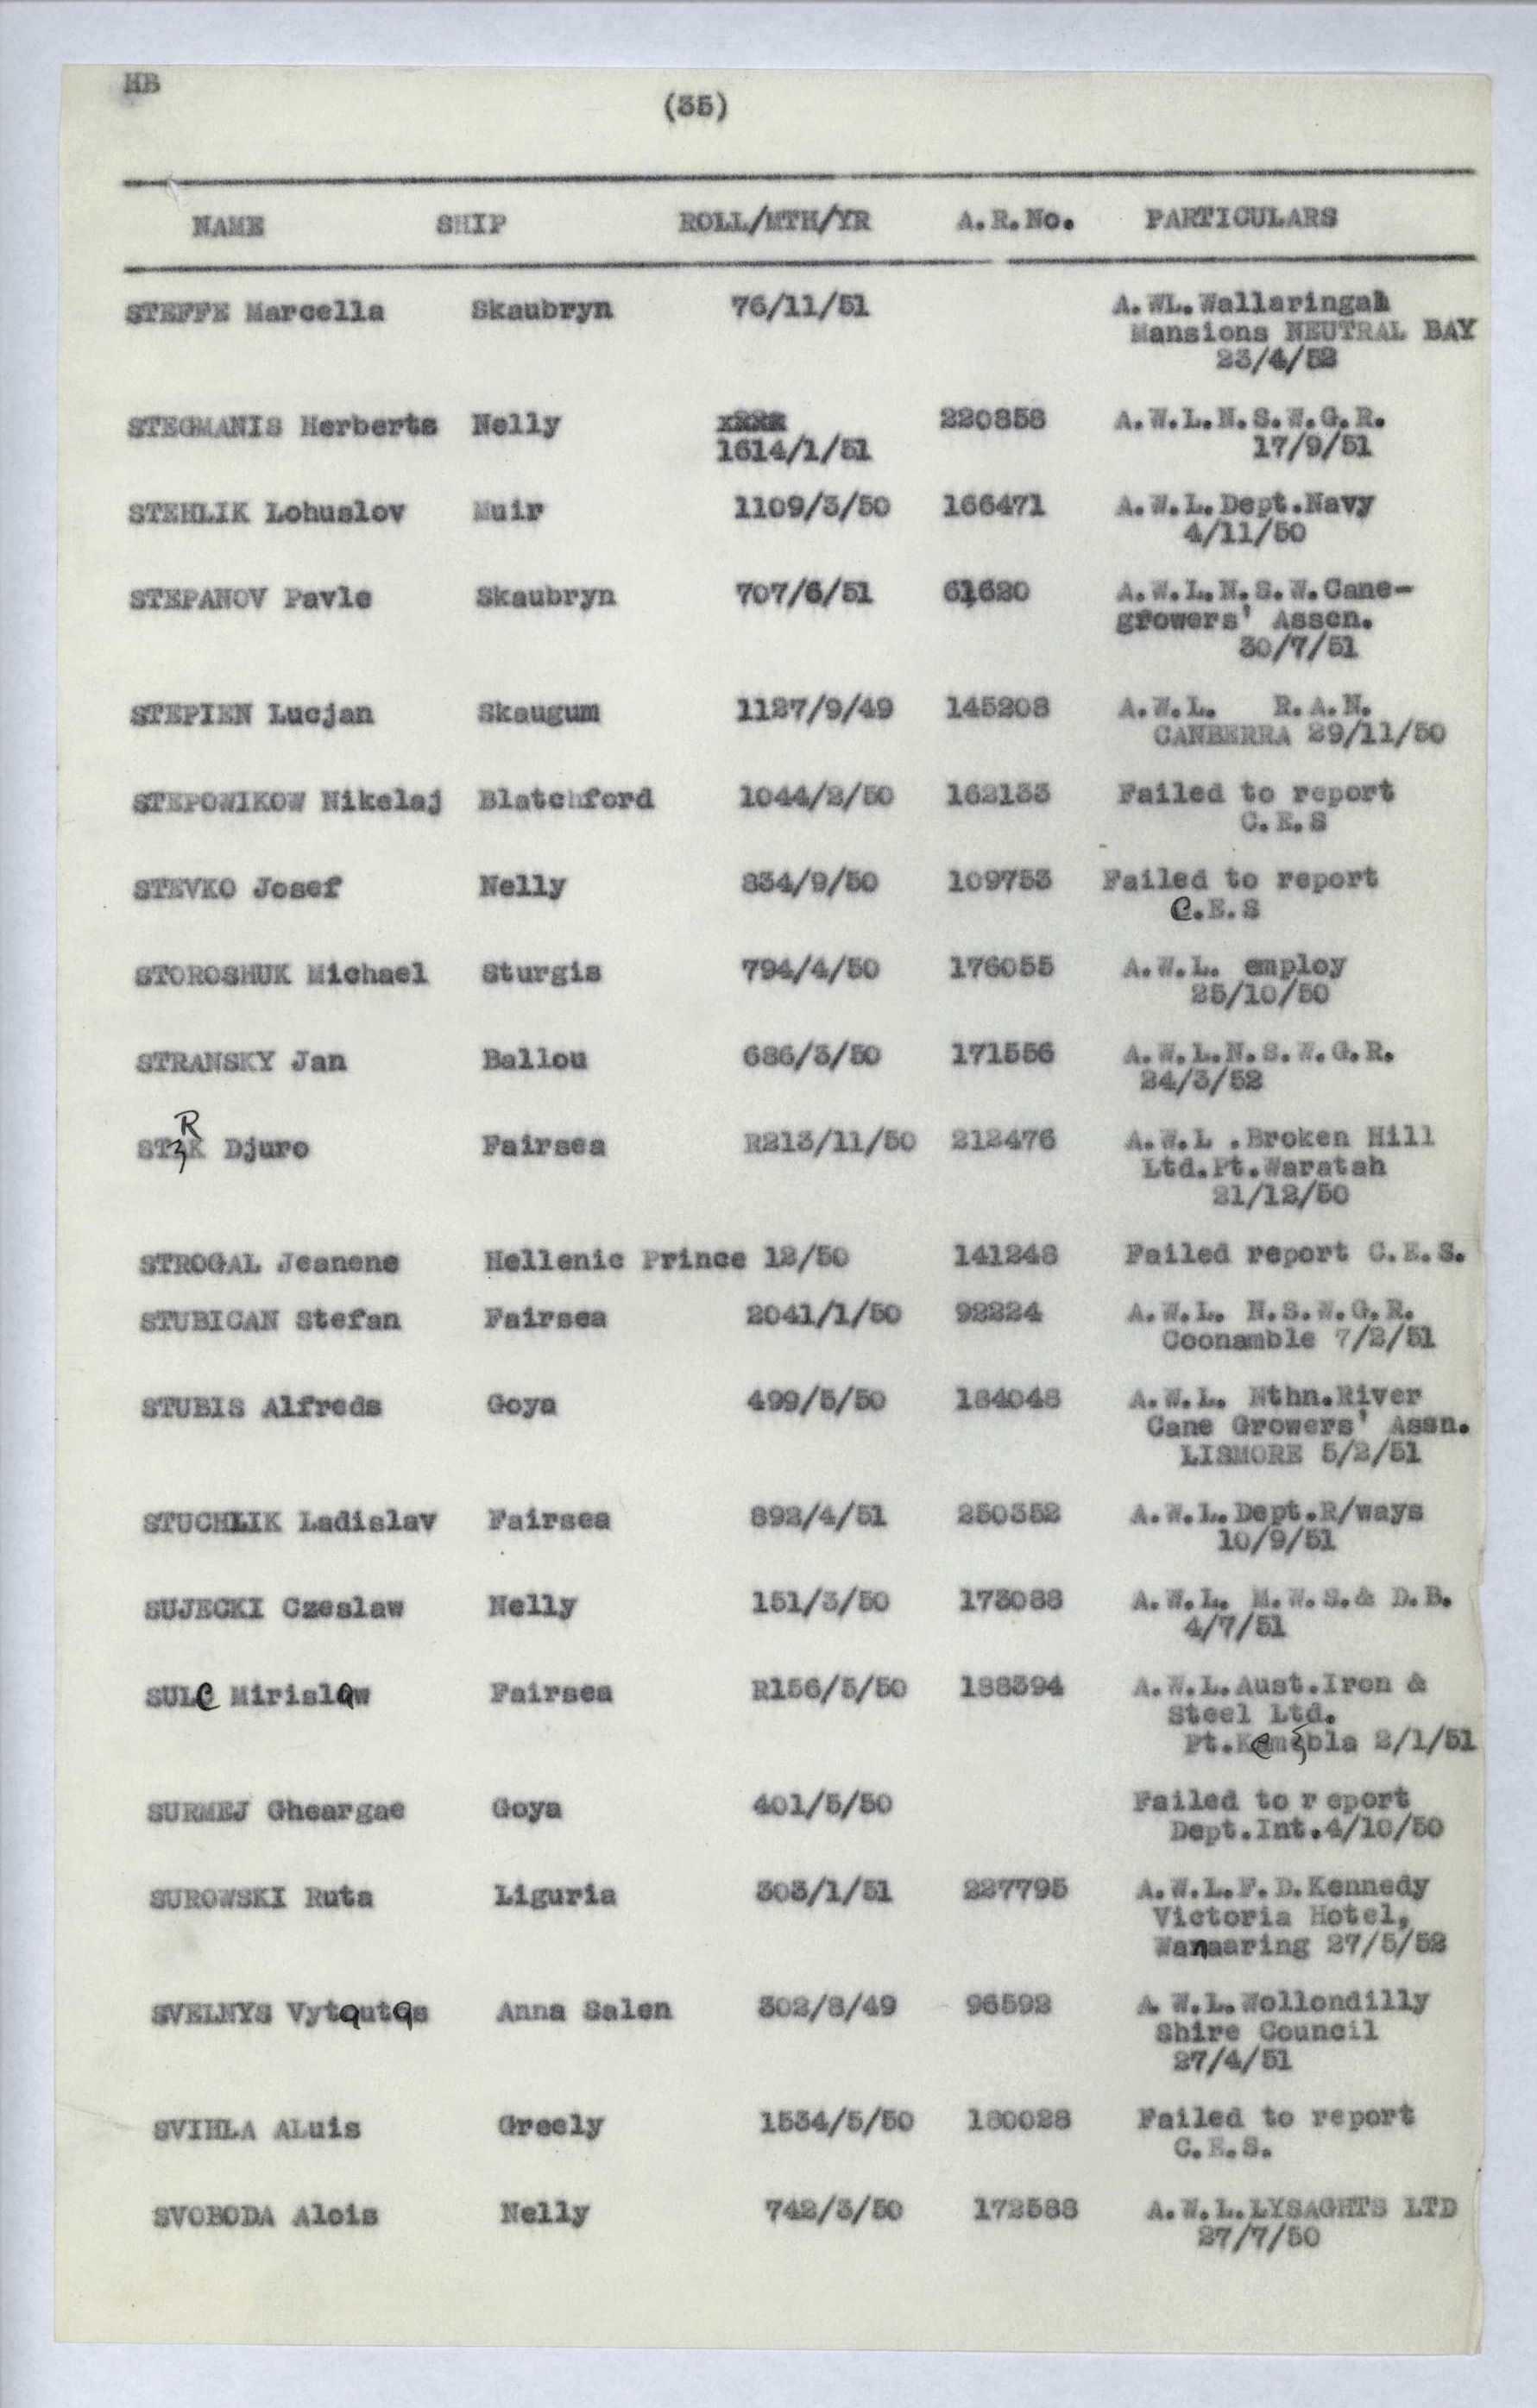 HB
(35)
NAME SHIP ROLL/MTH/YR A.R.No. PARTICULARS
STEFFE Marcella Skaubryn 76/11/51 A.WL.Wallaringah
Mansions NEUTRAL BAY
23/4/52
STEGMANIS Herberts Nelly 220858 A.W.L.N.S.W.G.R.
1614/1/51 17/9/51
STEHLIK Lohuslov Muir 1109/3/50 166471 A.W.L.Dept.Navy
4/11/50
STEPANOV Pavle Skaubryn 707/6/51 61620 A.W.L.N.S.W.Cane-
growers' Asscn.
30/7/51
STEPIEN Lucjan Skaugum 1127/9/49 145208 A.W.L. R.A.N.
CANBERRA 29/11/50
STEPOWIKOW Nikolaj Blatchford 1044/2/50 162133 Failed to report
C.E.S
STEVKO Josef Nelly 834/9/50 109753 Failed to report
C.E.S
STOROSHUK Michael Sturgis 794/4/50 176055 A.W.L. employ
25/10/50
STRANSKY Jan Ballou 686/3/50 171556 A.W.L.N.S.W.G.R.
24/3/52
STRK Djuro Fairsea R213/11/50 212476 A.W.L .Broken Hill
Ltd.Pt.Waratah
21/12/50
STROGAL Jeanene Hellenic Prince 12/50 141248 Failed report C.E.S.
STUBICAN Stefan Fairsea 2041/1/50 92224 A.W.L. N.S.W.G.R.
Coonamble 7/2/51
STUBIS Alfreds Goya 499/5/50 184048 A.W.L. Nthn.River
Cane Growers' Assn.
LISMORE 5/2/51
STUCHLIK Ladislav Fairsea 892/4/51 250352 A.W.L.Dept.R/ways
10/9/51
SUJECKI Czeslaw Nelly 151/3/50 173088 A.W.L. M.W.S.& D.B.
4/7/51
SULC Mirislaw Fairsea R156/5/50 188394 A.W.L.Aust.Iron &
Steel Ltd.
Pt.Kembla 2/1/51
SURMEJ Gheargae Goya 401/5/50 Failed to r eport
Dept.Int.4/10/50
SUROWSKI Ruta Liguria 303/1/51 227795 A.W.L.F.D.Kennedy
Victoria Hotel,
Wanaaring 27/5/52
SVELNYS Vytautas Anna Salen 302/8/49 96592 A W.L.Wollondilly
Shire Council
27/4/51
SVIHLA ALuis Greely 1534/5/50 180028 Failed to report
C.E.S.
SVOBODA Alois Nelly 742/3/50 172588 A.W.L.LYSAGHTS LTD
27/7/50